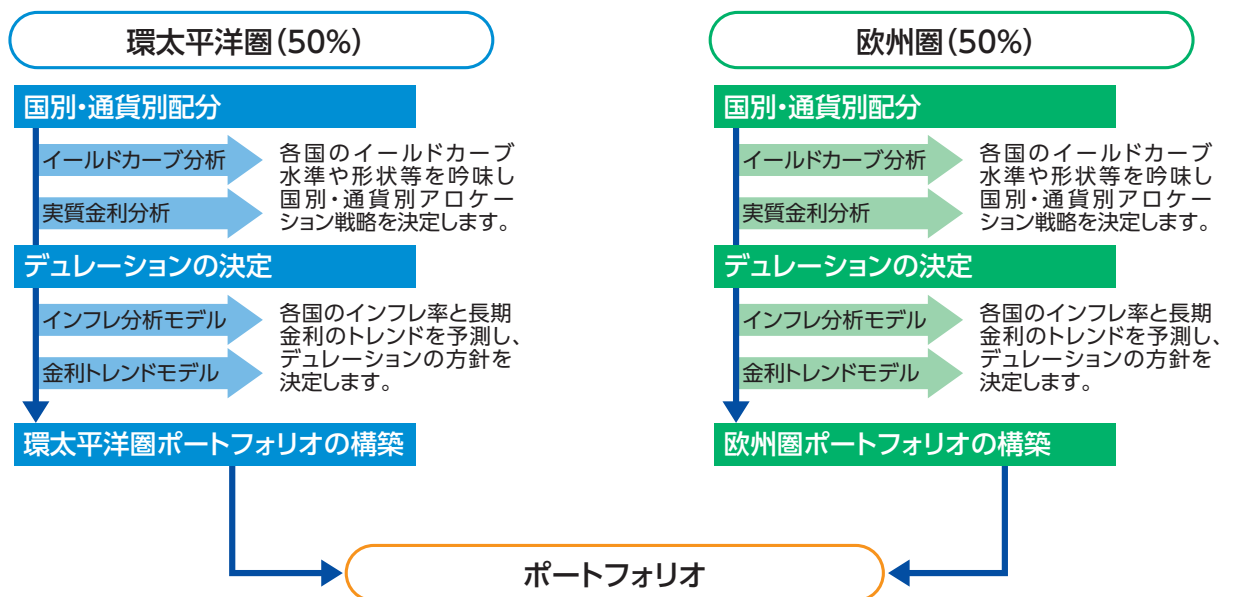 環太平洋圏(50%)
国別・通貨別配分
イールドカーブ分析
実質金利分析
各国のイールドカーブ
水準や形状等を吟味し
国別・通貨別アロケー
ション戦略を決定します。
デュレーションの決定
インフレ分析モデル
金利トレンドモデル
各国のインフレ率と長期
金利のトレンドを予測し、
デュレーションの方針を
決定します。
環太平洋圏ポートフォリオの構築
欧州圏(50%)
国別・通貨別配分
イールドカーブ分析
実質金利分析
各国のイールドカーブ
水準や形状等を吟味し
国別・通貨別アロケー
ション戦略を決定します。
デュレーションの決定
インフレ分析モデル
金利トレンドモデル
各国のインフレ率と長期
金利のトレンドを予測し、
デュレーションの方針を
決定します。
欧州圏ポートフォリオの構築
ポートフォリオ